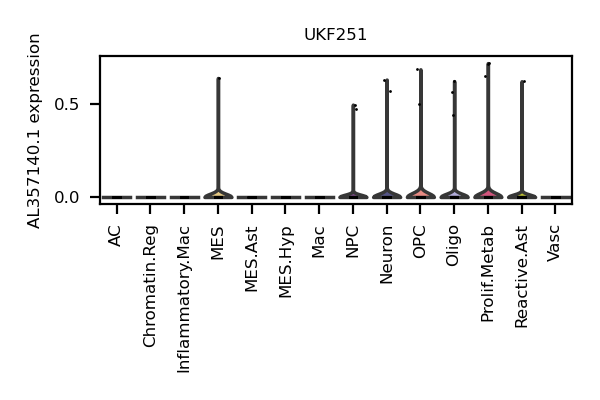 UKF251
AL357140.1 expression
0.5
0.0
AC
Chromatin.Reg
Inflammatory.Mac
MES
MES.Ast
MES.Hyp
Mac
NPC
Neuron
OPC
Oligo
Prolif.Metab
Reactive.Ast
Vasc